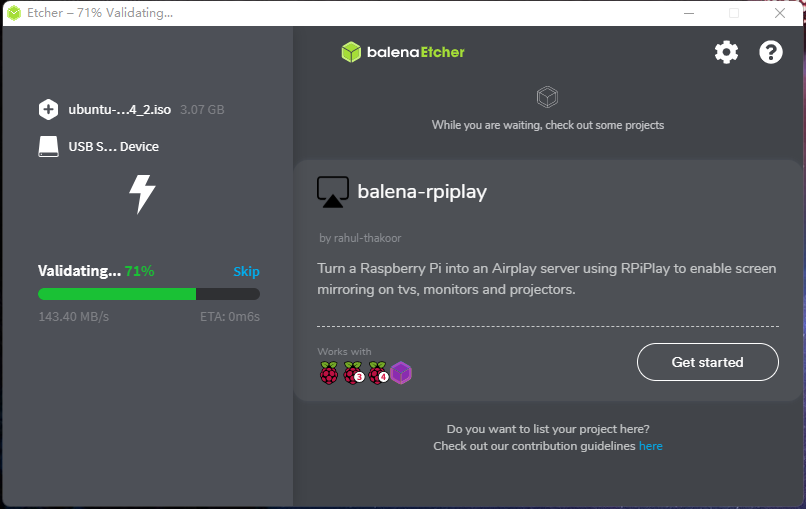 Etcher – 71% Validating...
balenaEtcher
ubuntu-...4_2.iso 3.07 GB
USB S... Device
Validating... 71% Skip
143.40 MB/s ETA: 0m6s
While you are waiting, check out some projects
balena-rpiplay
by rahul-thakoor
Turn a Raspberry Pi into an Airplay server using RPiPlay to enable screen
mirroring on tvs, monitors and projectors.
Works with
3
4
Get started
Do you want to list your project here?
Check out our contribution guidelines here